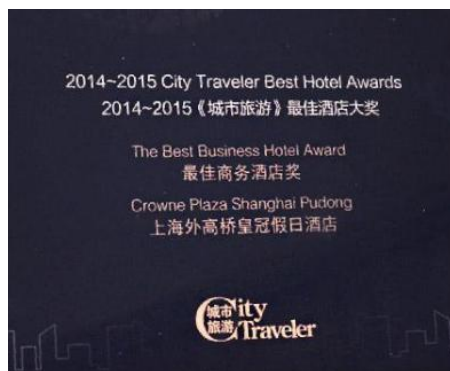 2014~2015 City Traveler Best Hotel Awards
2014~2015《城市旅游》最佳酒店大奖
The Best Business Hotel Award
最佳商务酒店奖
Crowne Plaza Shanghai Pudong
上海外高桥皇冠假日酒店
城市旅游 City Traveler